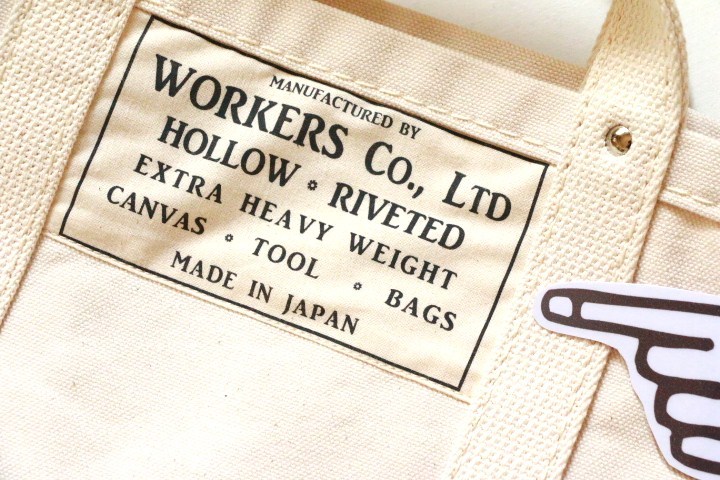 MANUFACTURED BY
WORKERS CO., LTD
HOLLOW * RIVETED
EXTRA HEAVY WEIGHT
CANVAS * TOOL * BAGS
MADE IN JAPAN